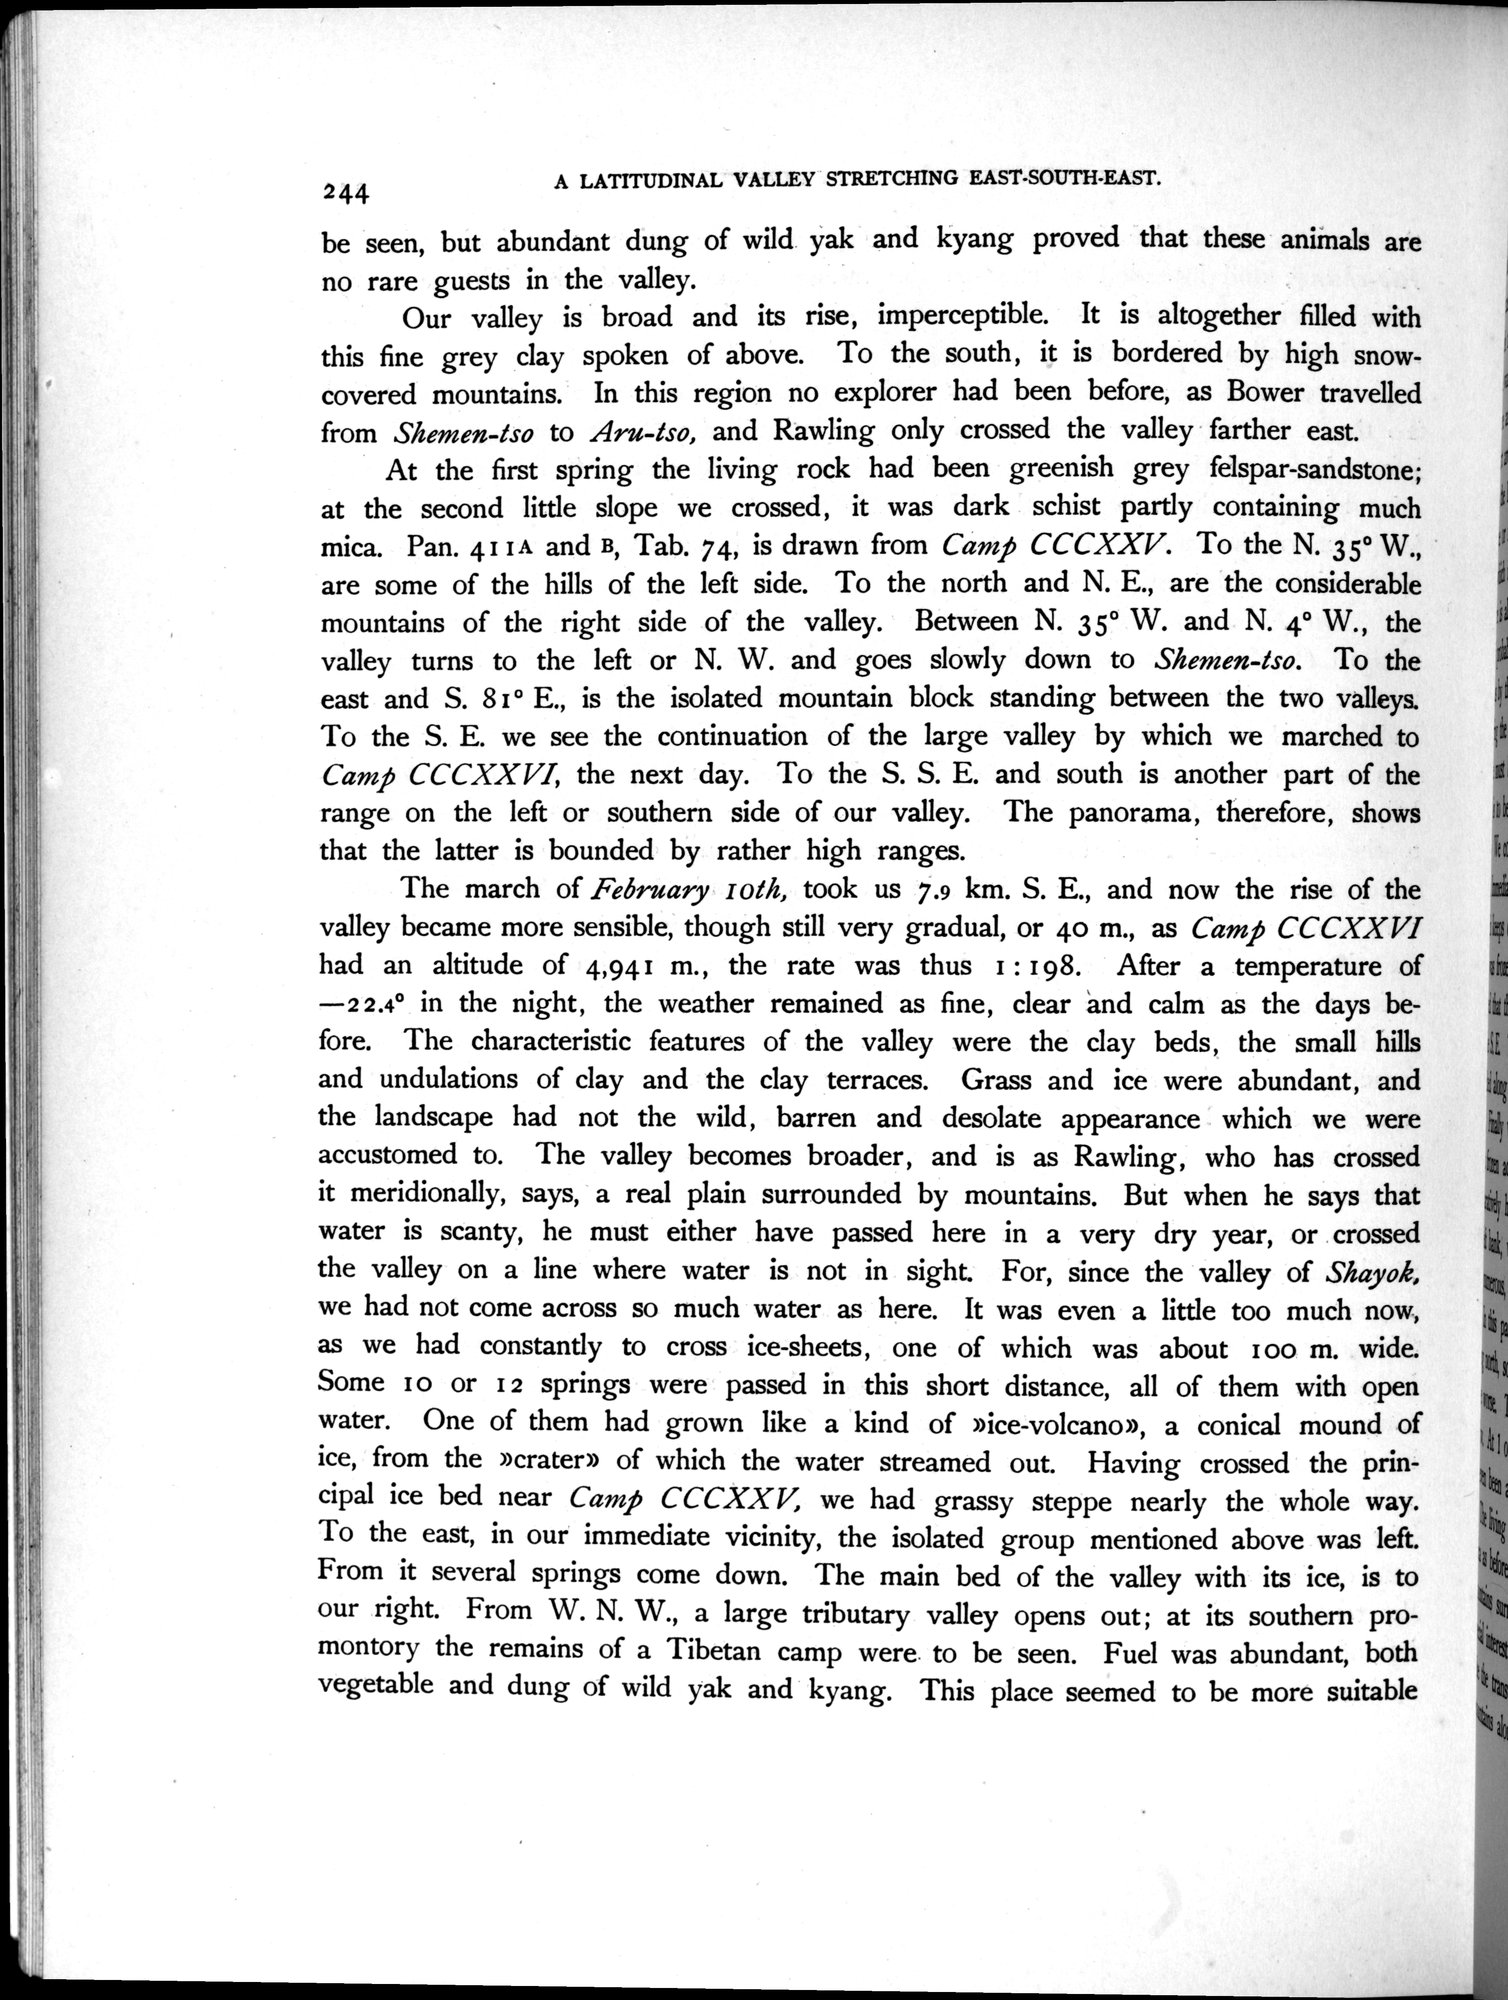 244
A LATITUDINAL VALLEY STRETCHING EAST-SOUTH-EAST.
be seen, but abundant dung of wild yak and kyang proved that these animals are
no rare guests in the valley.
Our valley is broad and its rise, imperceptible. It is altogether filled with
this fine grey clay spoken of above. To the south, it is bordered by high snow-
covered mountains. In this region no explorer had been before, as Bower travelled
from Shemen-tso to Aru-tso, and Rawling only crossed the valley farther east.
At the first spring the living rock had been greenish grey felspar-sandstone;
at the second little slope we crossed, it was dark schist partly containing much
mica. Pan. 411A and B, Tab. 74, is drawn from Camp CCCXXV. To the N. 35° W.,
are some of the hills of the left side. To the north and N. E., are the considerable
mountains of the right side of the valley. Between N. 35° W. and N. 4° W., the
valley turns to the left or N. W. and goes slowly down to Shemen-tso. To the
east and S. 81° E., is the isolated mountain block standing between the two valleys.
To the S. E. we see the continuation of the large valley by which we marched to
Camp CCCXXVI, the next day. To the S. S. E. and south is another part of the
range on the left or southern side of our valley. The panorama, therefore, shows
that the latter is bounded by rather high ranges.
The march of February 10th, took us 7.9 km. S. E., and now the rise of the
valley became more sensible, though still very gradual, or 40 m., as Camp CCCXXVI
had an altitude of 4,941 m., the rate was thus 1 : 198. After a temperature of
—22.4° in the night, the weather remained as fine, clear and calm as the days be-
fore. The characteristic features of the valley were the clay beds, the small hills
and undulations of clay and the clay terraces. Grass and ice were abundant, and
the landscape had not the wild, barren and desolate appearance which we were
accustomed to. The valley becomes broader, and is as Rawling, who has crossed
it meridionally, says, a real plain surrounded by mountains. But when he says that
water is scanty, he must either have passed here in a very dry year, or crossed
the valley on a line where water is not in sight. For, since the valley of Shayok,
we had not come across so much water as here. It was even a little too much now,
as we had constantly to cross ice-sheets, one of which was about 100 m. wide.
Some 10 or 12 springs were passed in this short distance, all of them with open
water. One of them had grown like a kind of »ice-volcano», a conical mound of
ice, from the »crater» of which the water streamed out. Having crossed the prin-
cipal ice bed near Camp CCCXXV, we had grassy steppe nearly the whole way.
To the east, in our immediate vicinity, the isolated group mentioned above was left.
From it several springs come down. The main bed of the valley with its ice, is to
our right. From W. N. W., a large tributary valley opens out; at its southern pro-
montory the remains of a Tibetan camp were to be seen. Fuel was abundant, both
vegetable and dung of wild yak and kyang. This place seemed to be more suitable